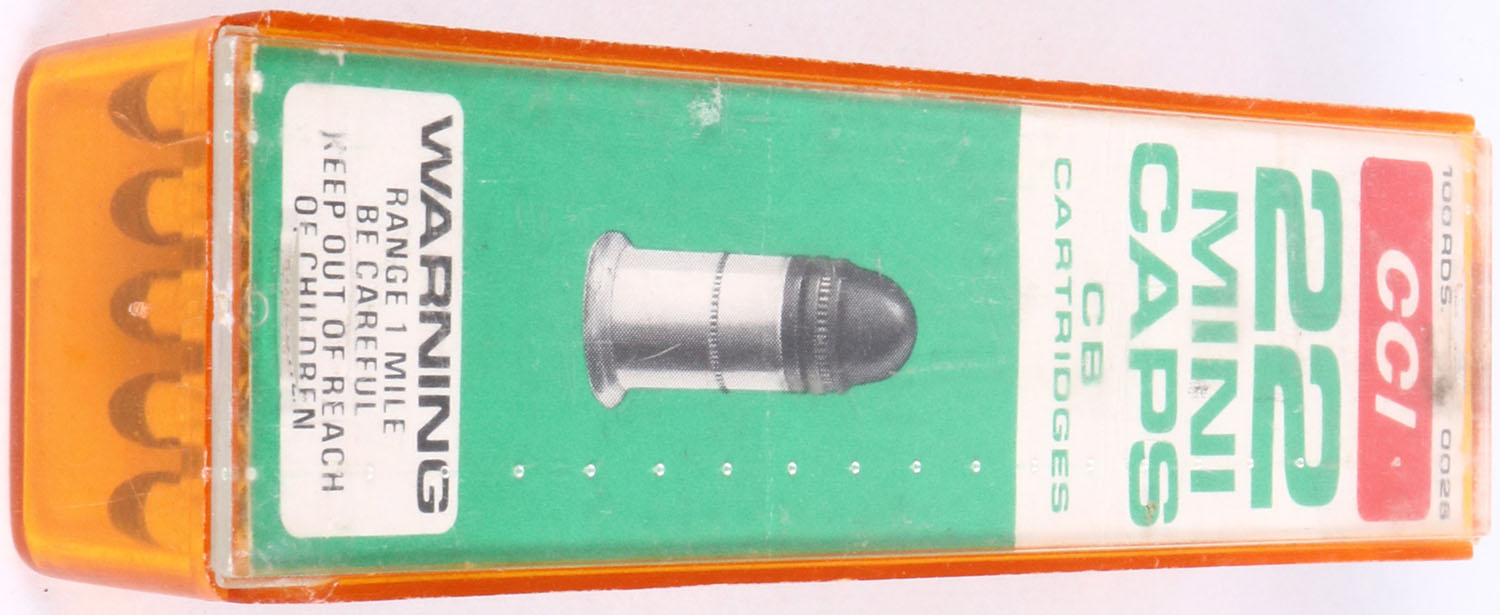 100 RDS. 0026
CCI
22
MINI
CAPS
CB
CARTRIDGES
WARNING
RANGE 1 MILE
BE CAREFUL
KEEP OUT OF REACH
OF CHILDREN